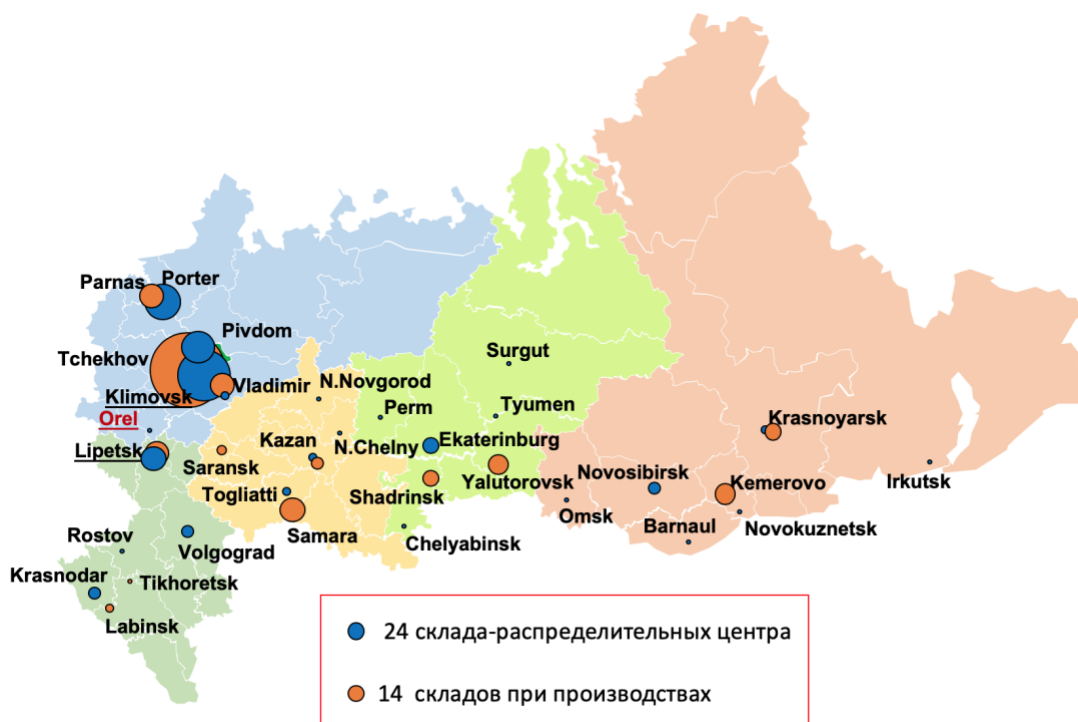 Parnas Porter
Pivdom
Tchekhov
Klimovsk Vladimir N.Novgorod
Orel
Lipetsk
Saransk
Kazan
N.Chelny
Togliatti
Samara
Surgut
Perm
Tyumen
Ekaterinburg
Yalutorovsk
Shadrinsk
Chelyabinsk
Rostov
Volgograd
Krasnodar
Tikhoretsk
Labinsk
Krasnoyarsk
Novosibirsk
Kemerovo
Irkutsk
Omsk
Barnaul
Novokuznetsk
24 склада-распределительных центра
14 складов при производствах